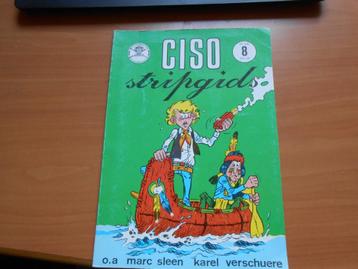 CISO
8
stripgids
o.a marc sleen karel verschuere